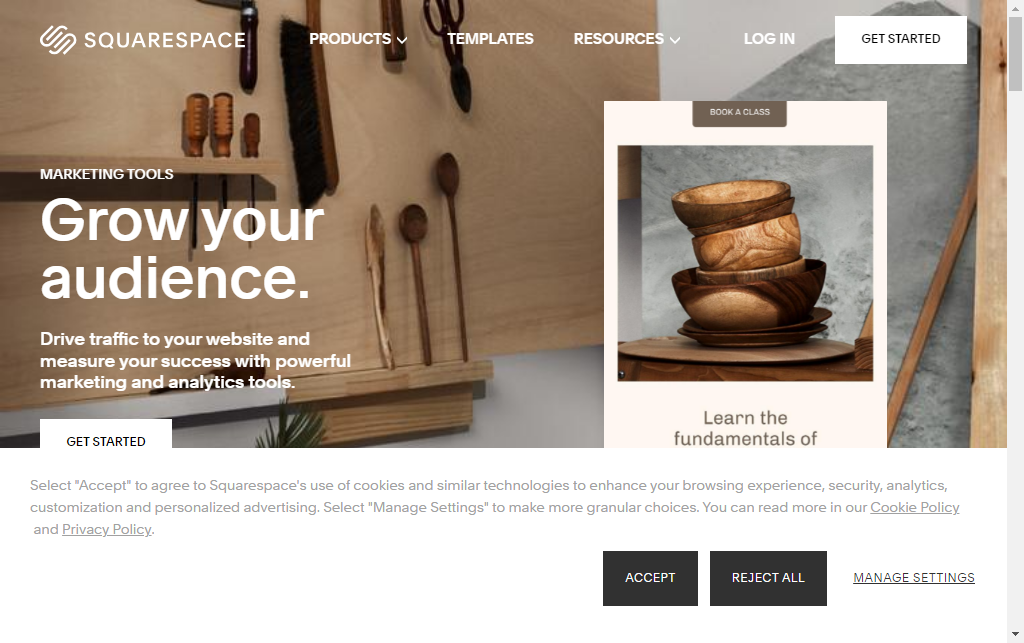 SQUARESPACE
PRODUCTS
TEMPLATES
RESOURCES
LOG IN
GET STARTED
BOOK A CLASS
MARKETING TOOLS
Grow your
audience.
Drive traffic to your website and
measure your success with powerful
marketing and analytics tools.
GET STARTED
Learn the
fundamentals of
Select "Accept" to agree to Squarespace's use of cookies and similar technologies to enhance your browsing experience, security, analytics,
customization and personalized advertising. Select "Manage Settings" to make more granular choices. You can read more in our Cookie Policy
and Privacy Policy.
ACCEPT
REJECT ALL
MANAGE SETTINGS